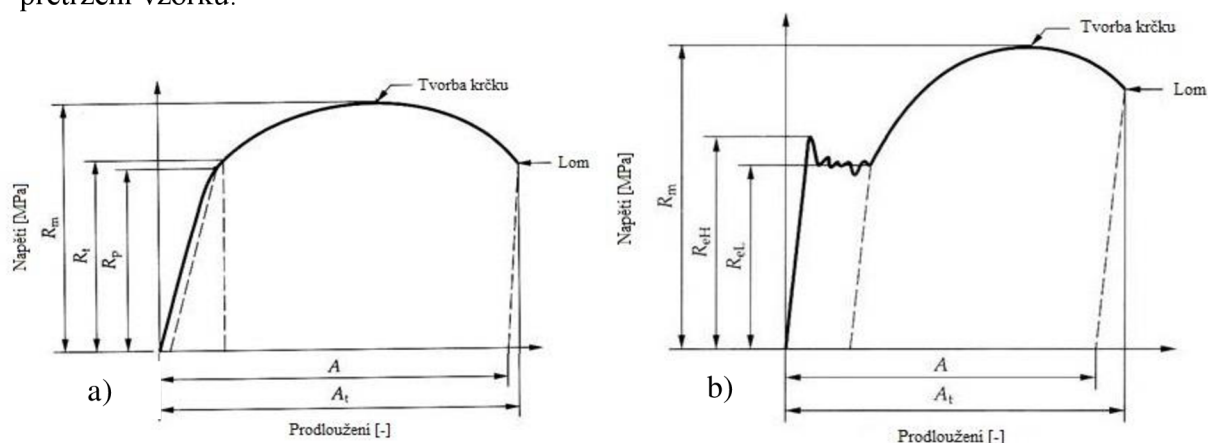 přetržení vzorku.
Tvorba krčku
Lom
Napětí [MPa]
Rm
Rt
Rp
A
At
a)
Prodloužení [-]
Tvorba krčku
Lom
Napětí [MPa]
Rm
ReH
ReL
A
At
b)
Prodloužení [-]